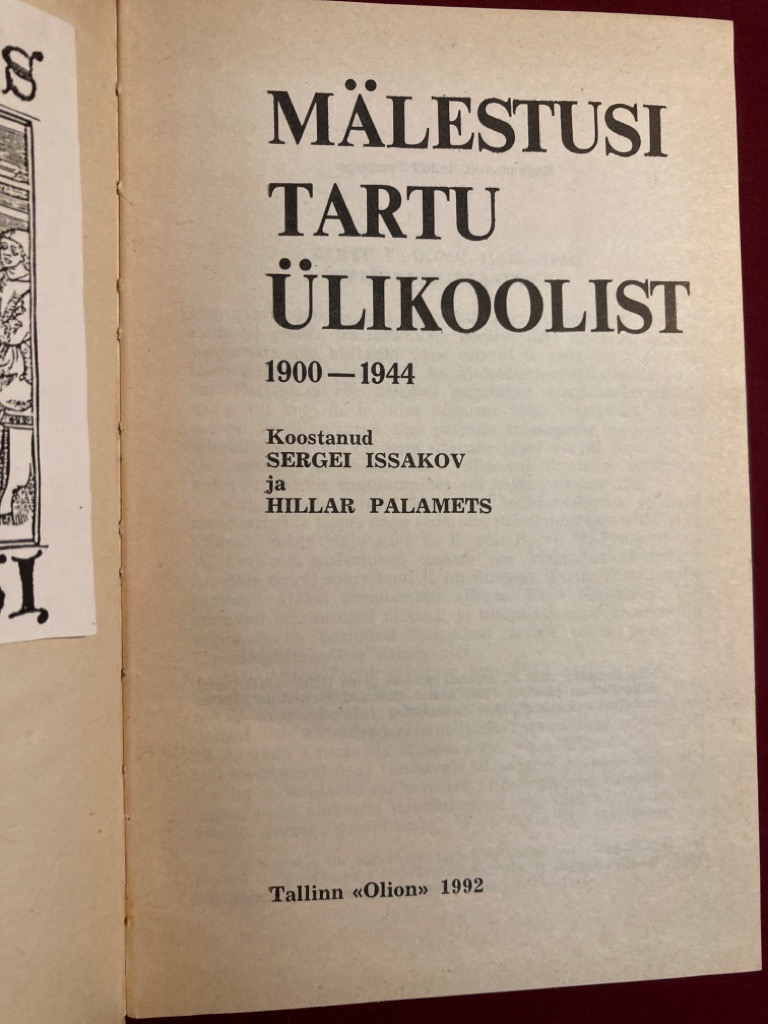 MÄLESTUSI
TARTU
ÜLIKOOLIST
1900—1944
Koostanud
SERGEI ISSAKOV
ja
HILLAR PALAMETS
Tallinn «Olion» 1992